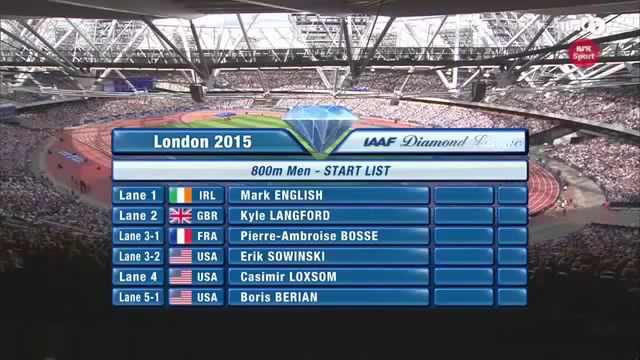 NRK
Sport
London 2015
IAAF Diamond League
800m Men - START LIST
Lane 1 IRL Mark ENGLISH
Lane 2 GBR Kyle LANGFORD
Lane 3-1 FRA Pierre-Ambroise BOSSE
Lane 3-2 USA Erik SOWINSKI
Lane 4 USA Casimir LOXSOM
Lane 5-1 USA Boris BERIAN